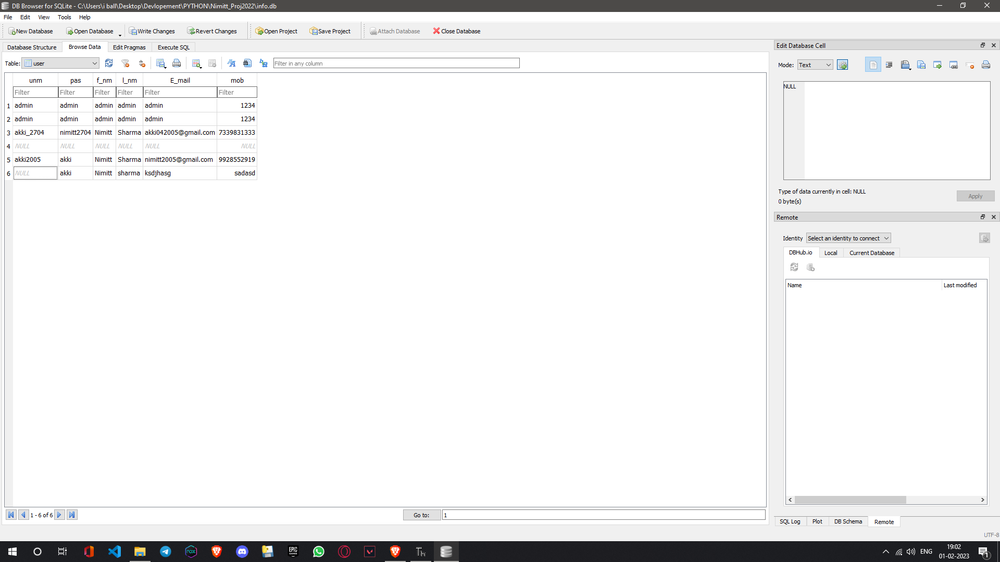 DB Browser for SQLite - C:\Users\i ball\Desktop\Devlopement\PYTHON\Nimitt_Proj2022\info.db
File Edit View Tools Help
New Database Open Database Write Changes Revert Changes Open Project Save Project Attach Database Close Database
Database Structure Browse Data Edit Pragmas Execute SQL
Table: user Filter in any column
unm pas f_nm l_nm E_mail mob
Filter Filter Filter Filter Filter Filter
1 admin admin admin admin admin 1234
2 admin admin admin admin admin 1234
3 akki_2704 nimitt2704 Nimitt Sharma akki042005@gmail.com 7339831333
4 NULL NULL NULL NULL NULL NULL
5 akki2005 akki Nimitt Sharma nimitt2005@gmail.com 9928552919
6 NULL akki Nimitt sharma ksdjhasg sadasd
1 - 6 of 6 Go to: 1
Edit Database Cell
Mode: Text
NULL
Type of data currently in cell: NULL
0 byte(s)
Apply
Remote
Identity Select an identity to connect
DBHub.io Local Current Database
Name Last modified
SQL Log Plot DB Schema Remote
UTF-8
nox EPIC GAMES Th ENG 19:02
01-02-2023 1